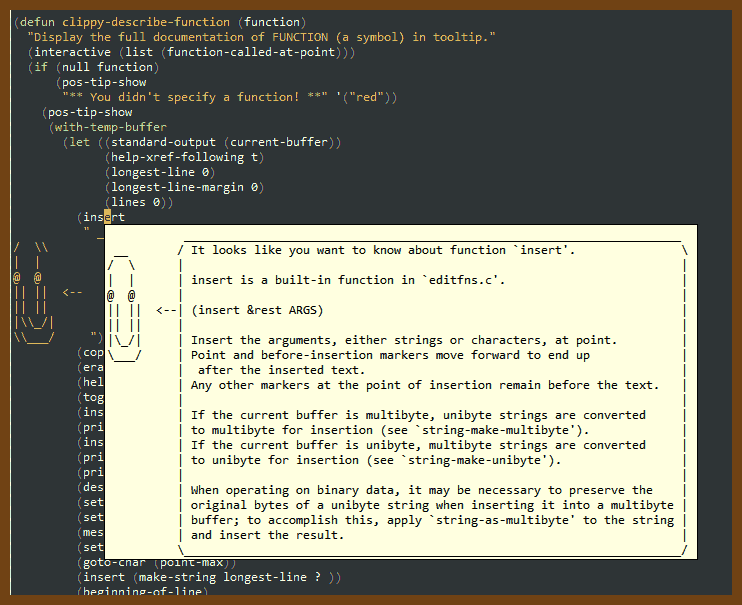 (defun clippy-describe-function (function)
  "Display the full documentation of FUNCTION (a symbol) in tooltip."
  (interactive (list (function-called-at-point)))
  (if (null function)
      (pos-tip-show
       "** You didn't specify a function! **" '("red"))
    (pos-tip-show
     (with-temp-buffer
       (let ((standard-output (current-buffer))
             (help-xref-following t)
             (longest-line 0)
             (longest-line-margin 0)
             (lines 0))
         (insert
          " _
/  \\
|  |
@  @
|| ||  <--
|| ||
|\\_/|
\\___/     ")
         (cop
         (era
         (hel
         (tog
         (ins
         (pri
         (ins
         (pri
         (pri
         (des
         (set
         (set
         (mes
         (set
         (goto-char (point-max))
         (insert (make-string longest-line ? ))
         (beginning-of-line)
 __       _____________________________________________________________________
/  \     / It looks like you want to know about function `insert'. \
|  |     |
@  @     | insert is a built-in function in `editfns.c'. |
|| || <--| (insert &rest ARGS) |
|| ||    |
|\_/|    | Insert the arguments, either strings or characters, at point. |
\___/    | Point and before-insertion markers move forward to end up |
         |  after the inserted text. |
         | Any other markers at the point of insertion remain before the text. |
         | If the current buffer is multibyte, unibyte strings are converted |
         | to multibyte for insertion (see `string-make-multibyte'). |
         | If the current buffer is unibyte, multibyte strings are converted |
         | to unibyte for insertion (see `string-make-unibyte'). |
         | When operating on binary data, it may be necessary to preserve the |
         | original bytes of a unibyte string when inserting it into a multibyte |
         | buffer; to accomplish this, apply `string-as-multibyte' to the string |
         | and insert the result. |
         \_____________________________________________________________________/